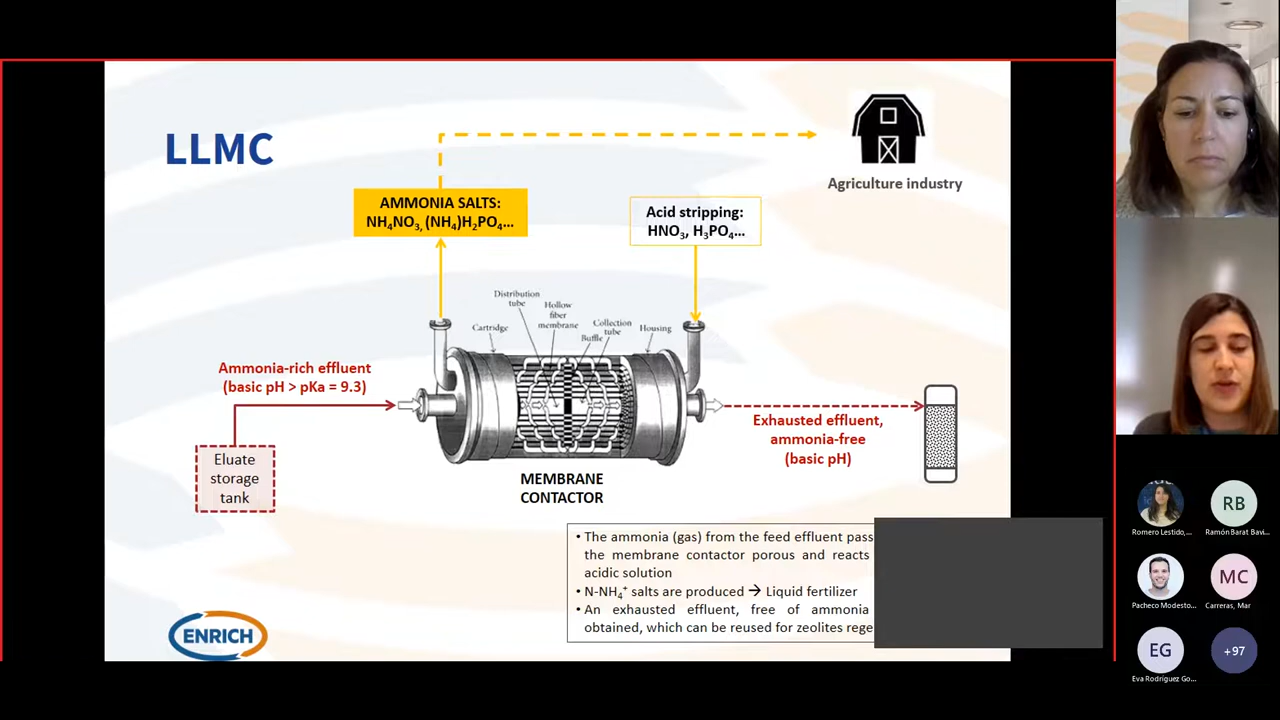 LLMC
Agriculture industry
AMMONIA SALTS:
NH₄NO₃, (NH₄)H₂PO₄...
Acid stripping:
HNO₃, H₃PO₄...
Distribution
tube
Hollow
fiber
membrane
Cartridge
Baffle
Collection
tube
Housing
Ammonia-rich effluent
(basic pH > pKa = 9.3)
Eluate
storage
tank
MEMBRANE
CONTACTOR
Exhausted effluent,
ammonia-free
(basic pH)
• The ammonia (gas) from the feed effluent pass
the membrane contactor porous and reacts
acidic solution
• N-NH₄⁺ salts are produced → Liquid fertilizer
• An exhausted effluent, free of ammonia
obtained, which can be reused for zeolites rege
ENRICH
Romero Lestido,...
RB
Ramón Barat Bavi...
Pacheco Modesto...
MC
Carreras, Mar
EG
Eva Rodríguez Go...
+97